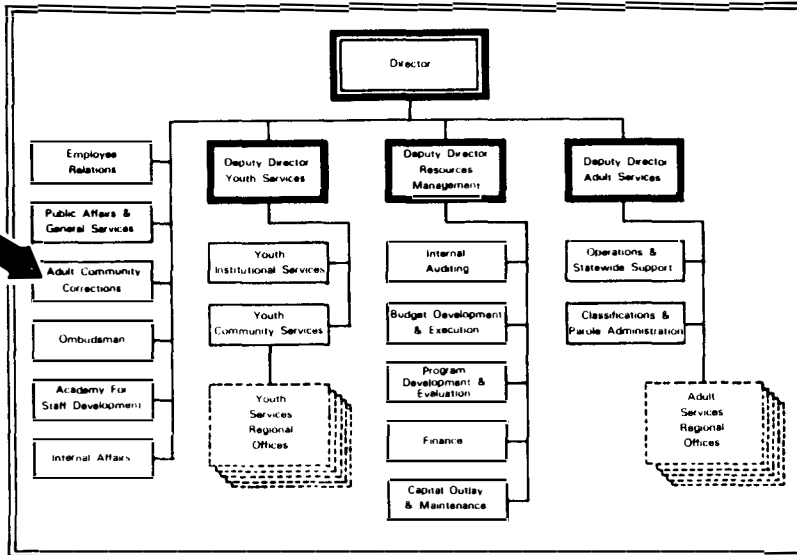 Director
Employee
Relations
Public Affairs &
General Services
Adult Community
Corrections
Ombudsman
Academy For
Staff Development
Internal Affairs
Deputy Director
Youth Services
Youth
Institutional Services
Youth
Community Services
Youth
Services
Regional
Offices
Deputy Director
Resources
Management
Internal
Auditing
Budget Development
& Execution
Program
Development &
Evaluation
Finance
Capital Outlay
& Maintenance
Deputy Director
Adult Services
Operations &
Statewide Support
Classifications &
Parole Administration
Adult
Services
Regional
Offices